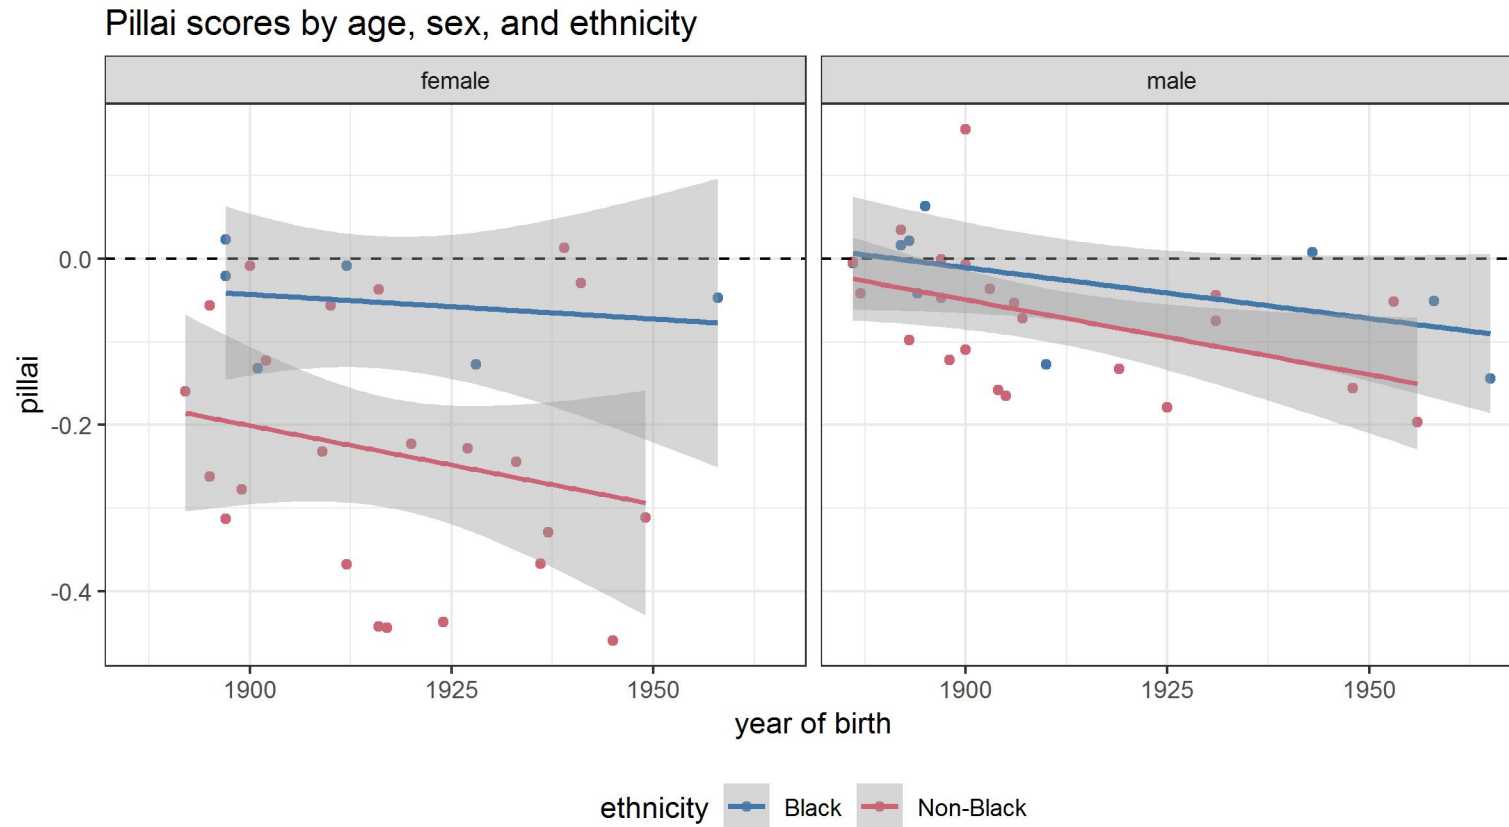 Pillai scores by age, sex, and ethnicity
female
male
pillai
0.0
-0.2
-0.4
1900 1925 1950
1900 1925 1950
year of birth
ethnicity Black Non-Black